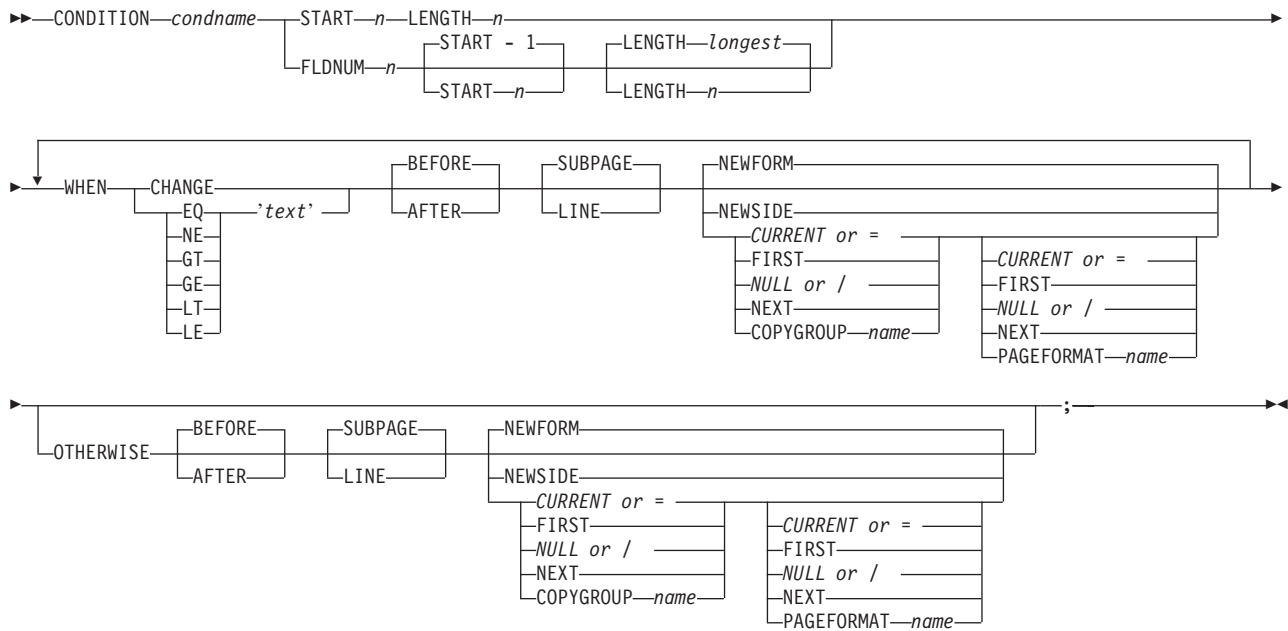 CONDITION condname START n LENGTH n
START - 1 LENGTH longest
FLDNUM n
START n LENGTH n
BEFORE SUBPAGE NEWFORM
WHEN CHANGE
EQ 'text' AFTER LINE NEWSIDE
NE CURRENT or =
GT FIRST CURRENT or =
GE NULL or / FIRST
LT NEXT NULL or /
LE COPYGROUP name NEXT
PAGEFORMAT name
;
BEFORE SUBPAGE NEWFORM
OTHERWISE
AFTER LINE NEWSIDE
CURRENT or =
FIRST CURRENT or =
NULL or / FIRST
NEXT NULL or /
COPYGROUP name NEXT
PAGEFORMAT name